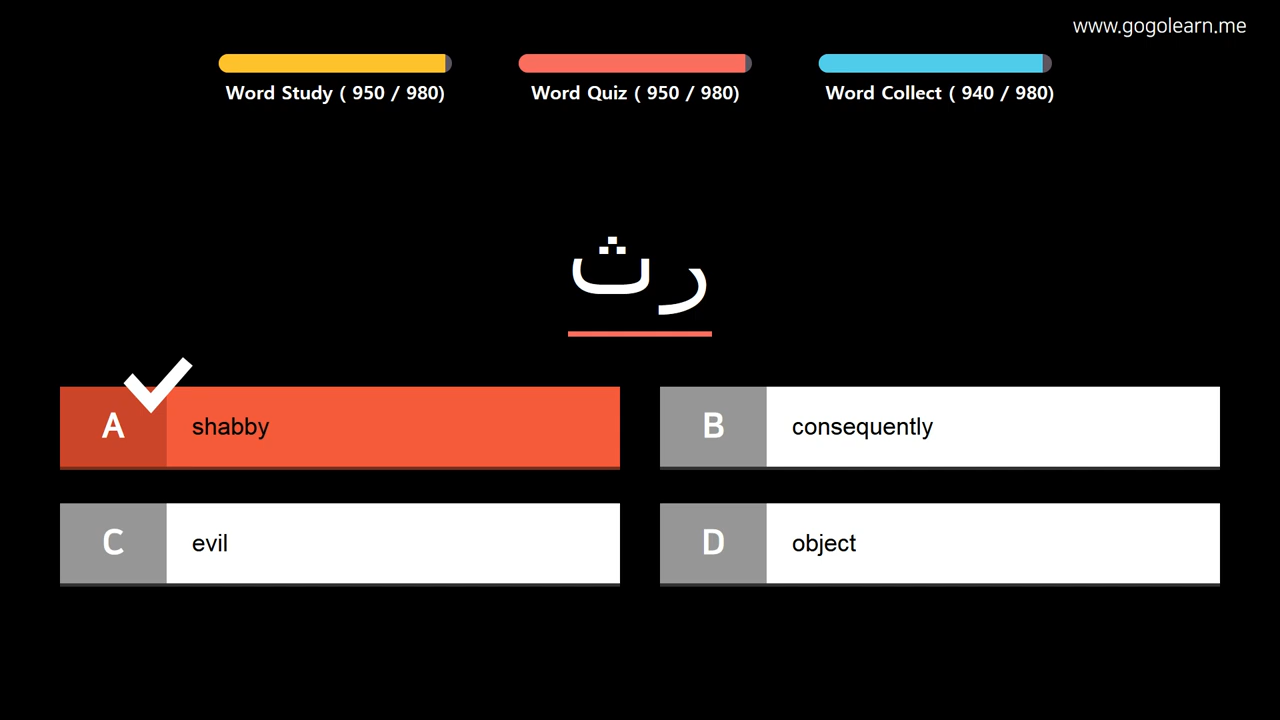 www.gogolearn.me
Word Study ( 950 / 980)
Word Quiz ( 950 / 980)
Word Collect ( 940 / 980)
رث
A shabby
B consequently
C evil
D object